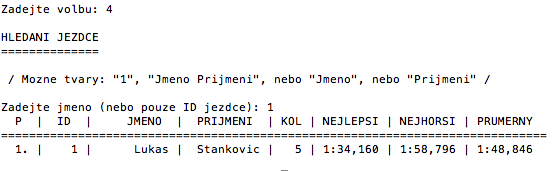 Zadejte volbu: 4
HLEDANI JEZDCE
==============
/ Mozne tvary: "1", "Jmeno Prijmeni", nebo "Jmeno", nebo "Prijmeni" /
Zadejte jmeno (nebo pouze ID jezdce): 1
P | ID | JMENO | PRIJMENI | KOL | NEJLEPSI | NEJHORSI | PRUMERNY
==========================================================================
1. | 1 | Lukas | Stankovic | 5 | 1:34,160 | 1:58,796 | 1:48,846
_